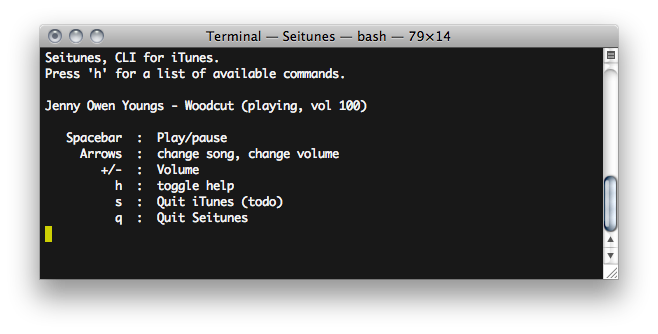 Terminal — Seitunes — bash — 79×14
Seitunes, CLI for iTunes.
Press 'h' for a list of available commands.
Jenny Owen Youngs - Woodcut (playing, vol 100)
Spacebar : Play/pause
Arrows : change song, change volume
+/- : Volume
h : toggle help
s : Quit iTunes (todo)
q : Quit Seitunes